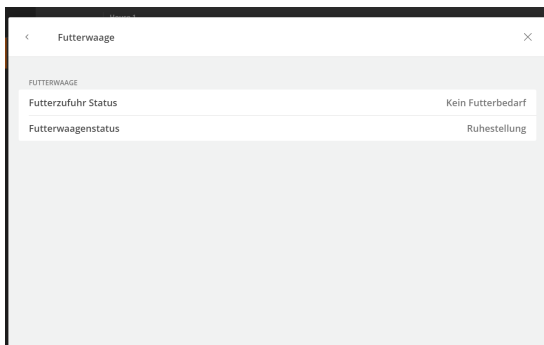 Futterwaage
FUTTERWAAGE
Futterzufuhr Status Kein Futterbedarf
Futterwaagenstatus Ruhestellung